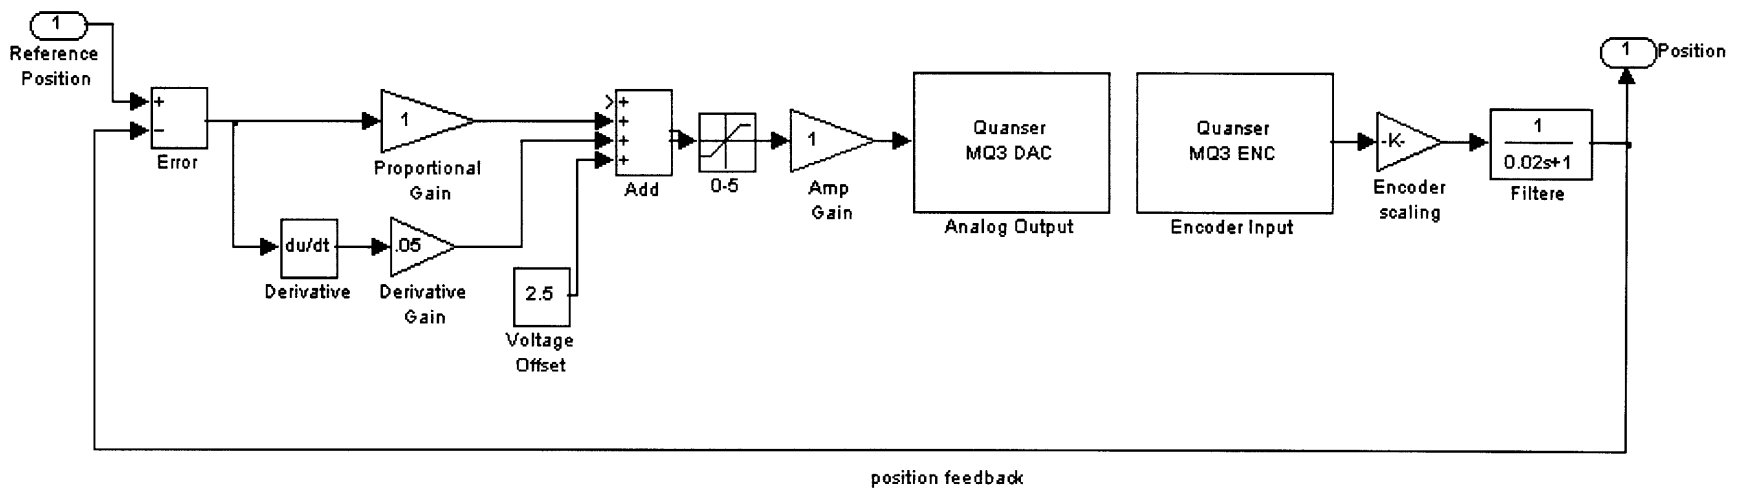 1
Reference
Position
+
−
Error
1
Proportional
Gain
du/dt
Derivative
.05
Derivative
Gain
2.5
Voltage
Offset
+
+
+
+
Add
0-5
1
Amp
Gain
Quanser
MQ3 DAC
Analog Output
Quanser
MQ3 ENC
Encoder Input
-K-
Encoder
scaling
1
0.02s+1
Filtere
1
Position
position feedback